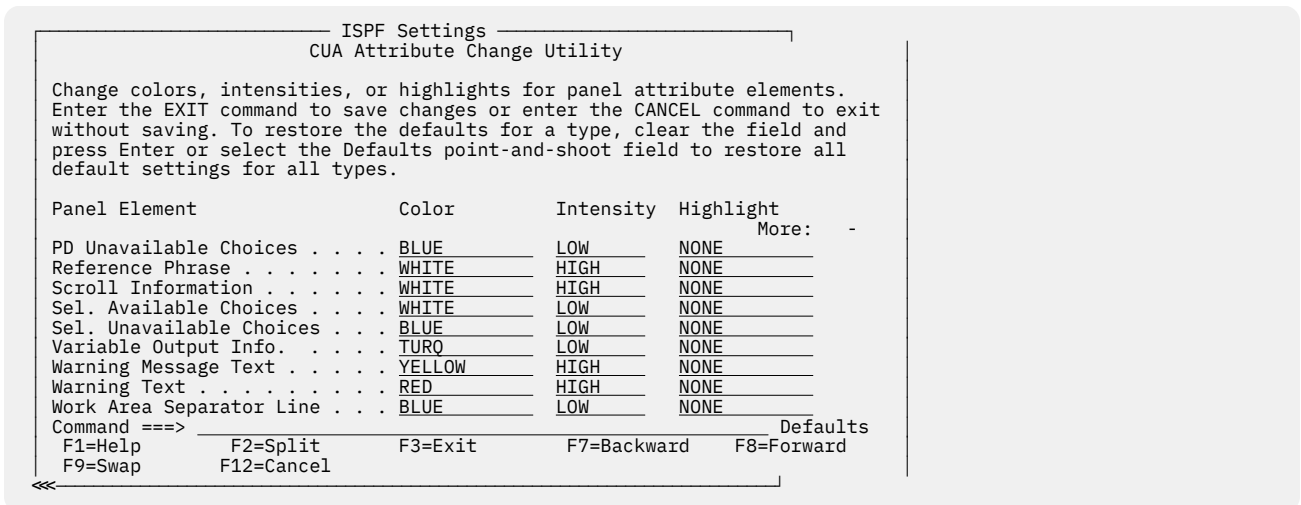 ISPF Settings
CUA Attribute Change Utility
Change colors, intensities, or highlights for panel attribute elements.
Enter the EXIT command to save changes or enter the CANCEL command to exit
without saving. To restore the defaults for a type, clear the field and
press Enter or select the Defaults point-and-shoot field to restore all
default settings for all types.
Panel Element Color Intensity Highlight
More: -
PD Unavailable Choices . . . . BLUE LOW NONE
Reference Phrase . . . . . . . WHITE HIGH NONE
Scroll Information . . . . . . WHITE HIGH NONE
Sel. Available Choices . . . . WHITE LOW NONE
Sel. Unavailable Choices . . . BLUE LOW NONE
Variable Output Info. . . . . TURQ LOW NONE
Warning Message Text . . . . . YELLOW HIGH NONE
Warning Text . . . . . . . . . RED HIGH NONE
Work Area Separator Line . . . BLUE LOW NONE
Command ===> Defaults
F1=Help F2=Split F3=Exit F7=Backward F8=Forward
F9=Swap F12=Cancel